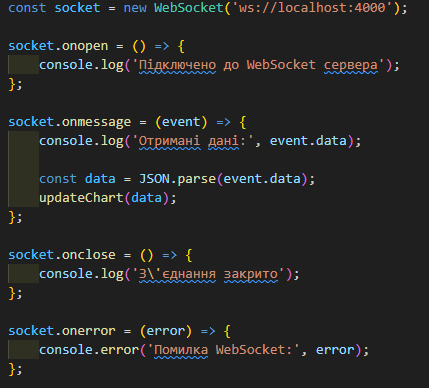 const socket = new WebSocket('ws://localhost:4000');
socket.onopen = () => {
console.log('Підключено до WebSocket сервера');
};
socket.onmessage = (event) => {
console.log('Отримані дані:', event.data);
const data = JSON.parse(event.data);
updateChart(data);
};
socket.onclose = () => {
console.log('З\'єднання закрито');
};
socket.onerror = (error) => {
console.error('Помилка WebSocket:', error);
};